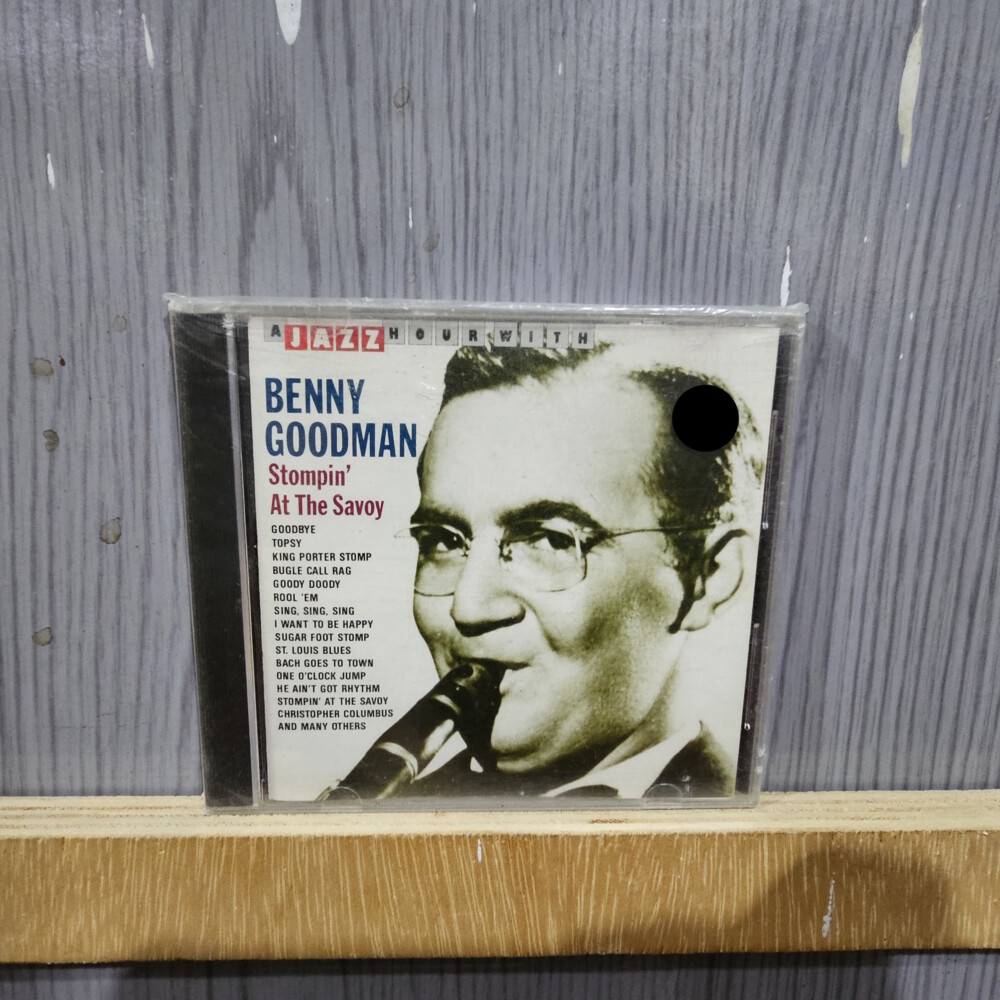 A JAZZ HOUR WITH
BENNY
GOODMAN
Stompin'
At The Savoy
GOODBYE
TOPSY
KING PORTER STOMP
BUGLE CALL RAG
GOODY DOODY
ROOL 'EM
SING, SING, SING
I WANT TO BE HAPPY
SUGAR FOOT STOMP
ST. LOUIS BLUES
BACH GOES TO TOWN
ONE O'CLOCK JUMP
HE AIN'T GOT RHYTHM
STOMPIN' AT THE SAVOY
CHRISTOPHER COLUMBUS
AND MANY OTHERS